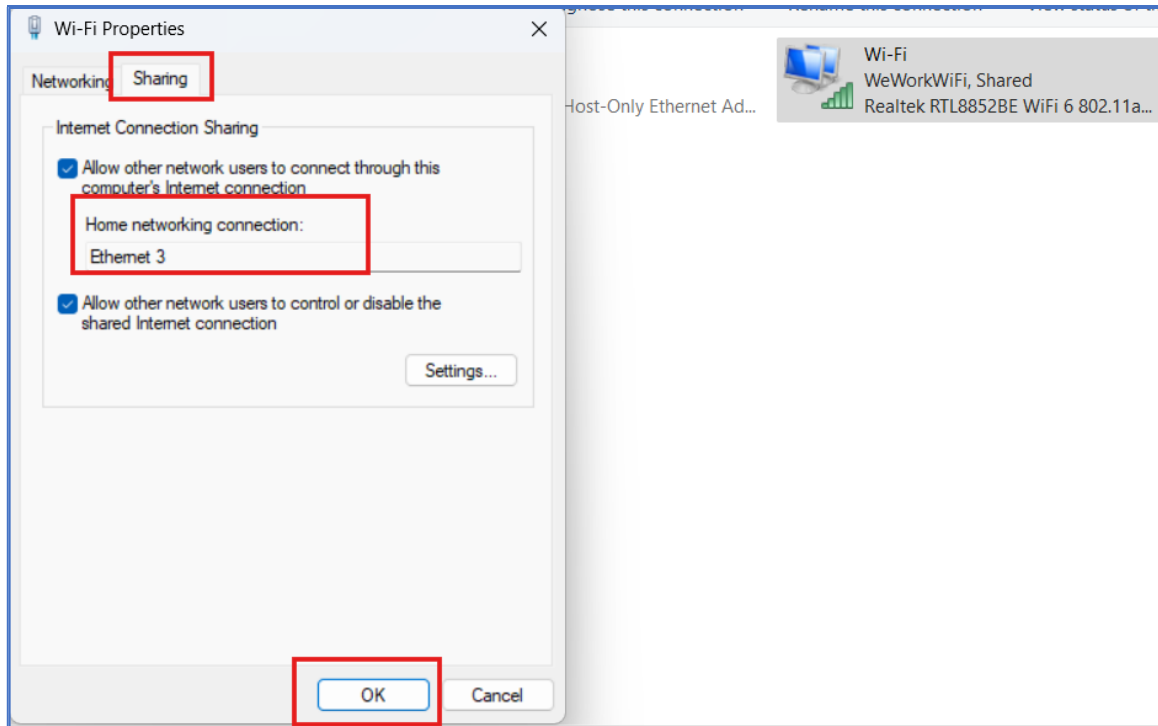 Wi-Fi Properties
Networking
Sharing
Internet Connection Sharing
Allow other network users to connect through this
computer's Internet connection
Home networking connection:
Ethernet 3
Allow other network users to control or disable the
shared Internet connection
Settings...
OK
Cancel
Host-Only Ethernet Ad...
Wi-Fi
WeWorkWiFi, Shared
Realtek RTL8852BE WiFi 6 802.11a...